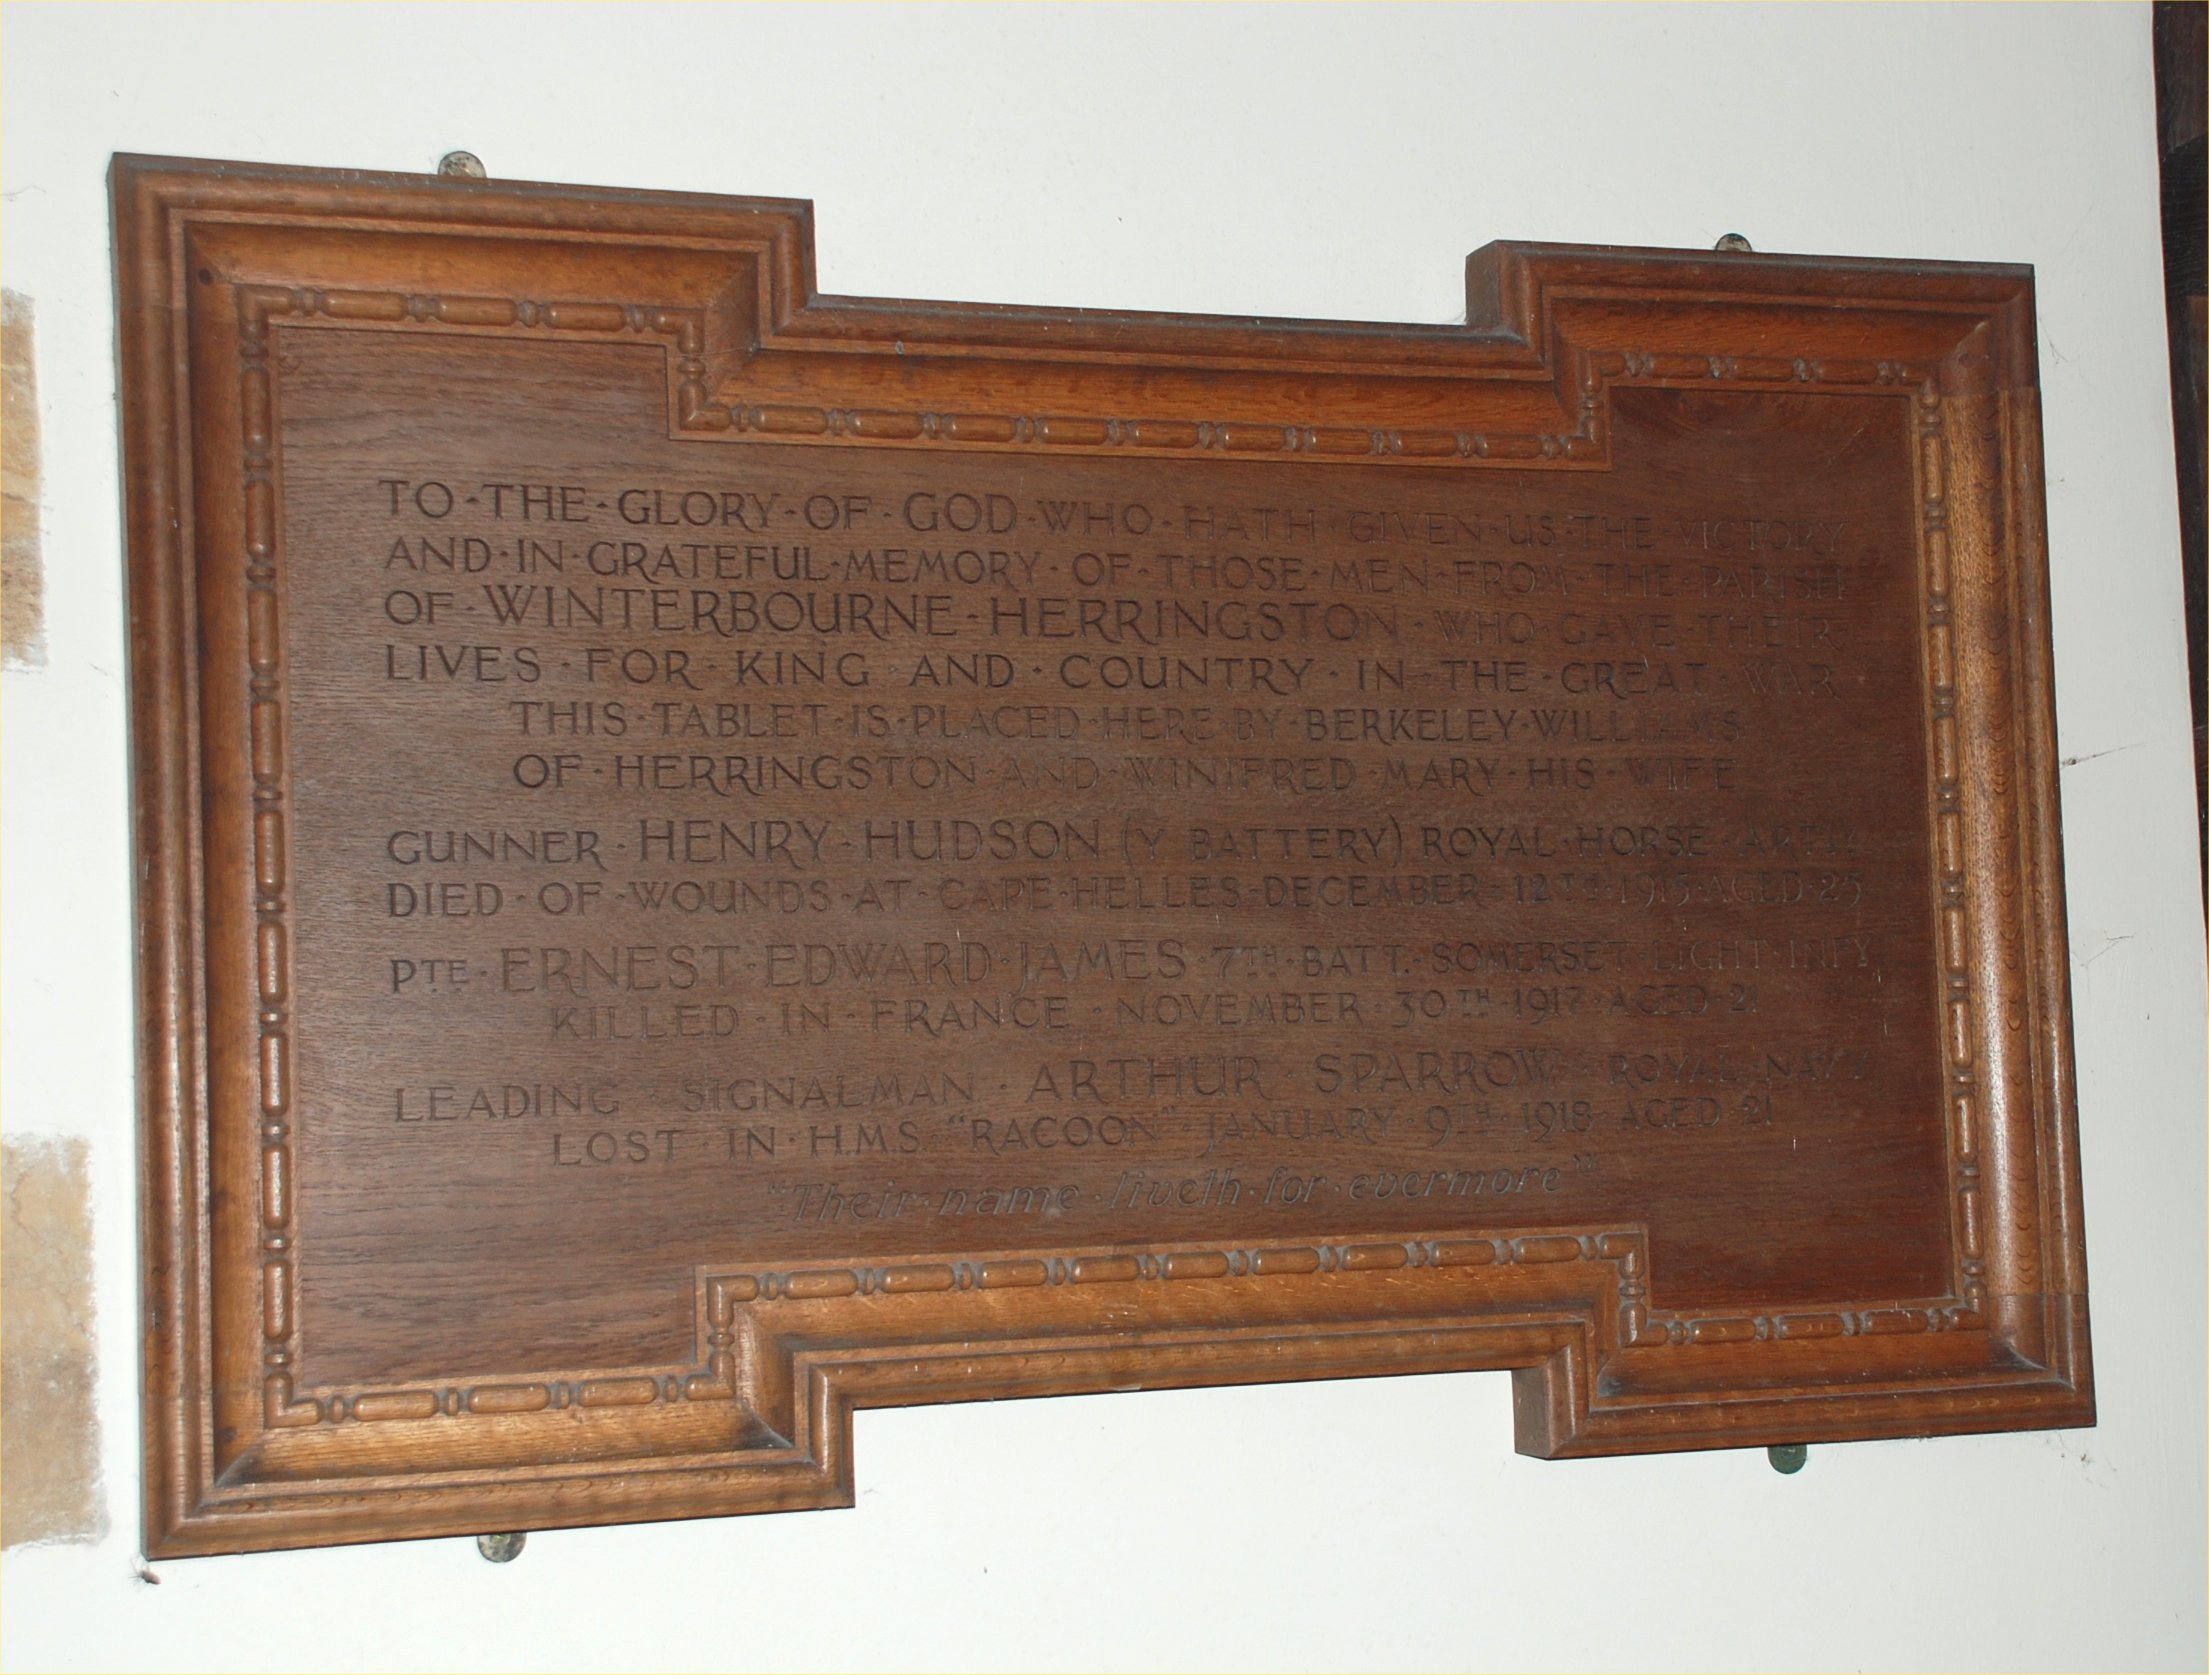 TO·THE·GLORY·OF·GOD·WHO·HATH·GIVEN·US·THE·VICTORY
AND·IN·GRATEFUL·MEMORY·OF·THOSE·MEN·FROM·THE·PARISH
OF·WINTERBOURNE·HERRINGSTON·WHO·GAVE·THEIR
LIVES·FOR·KING·AND·COUNTRY·IN·THE·GREAT·WAR
THIS·TABLET·IS·PLACED·HERE·BY·BERKELEY·WILLIAMS
OF·HERRINGSTON·AND·WINIFRED·MARY·HIS·WIFE
GUNNER·HENRY·HUDSON (Y BATTERY) ROYAL·HORSE·ARTLY
DIED·OF·WOUNDS·AT·CAPE·HELLES·DECEMBER·12TH·1915·AGED·25
PTE·ERNEST·EDWARD·JAMES·7TH·BATT.·SOMERSET·LIGHT·INFY
KILLED·IN·FRANCE·NOVEMBER·30TH·1917·AGED·21
LEADING·SIGNALMAN·ARTHUR·SPARROW·ROYAL·NAVY
LOST·IN·H.M.S.·"RACOON"·JANUARY·9TH·1918·AGED·21
"Their·name·liveth·for·evermore"